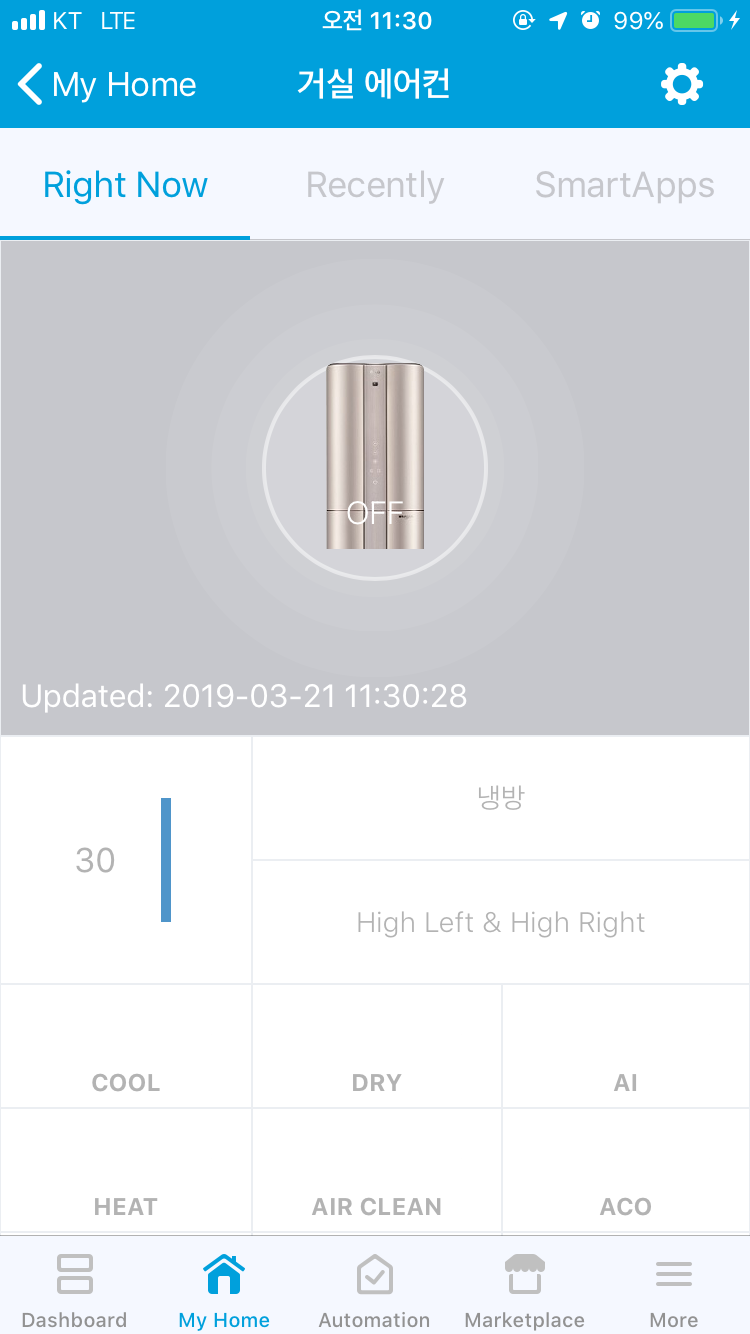 KT LTE 오전 11:30 99%
My Home 거실 에어컨
Right Now Recently SmartApps
OFF
Updated: 2019-03-21 11:30:28
30
냉방
High Left & High Right
COOL DRY AI
HEAT AIR CLEAN ACO
Dashboard My Home Automation Marketplace More